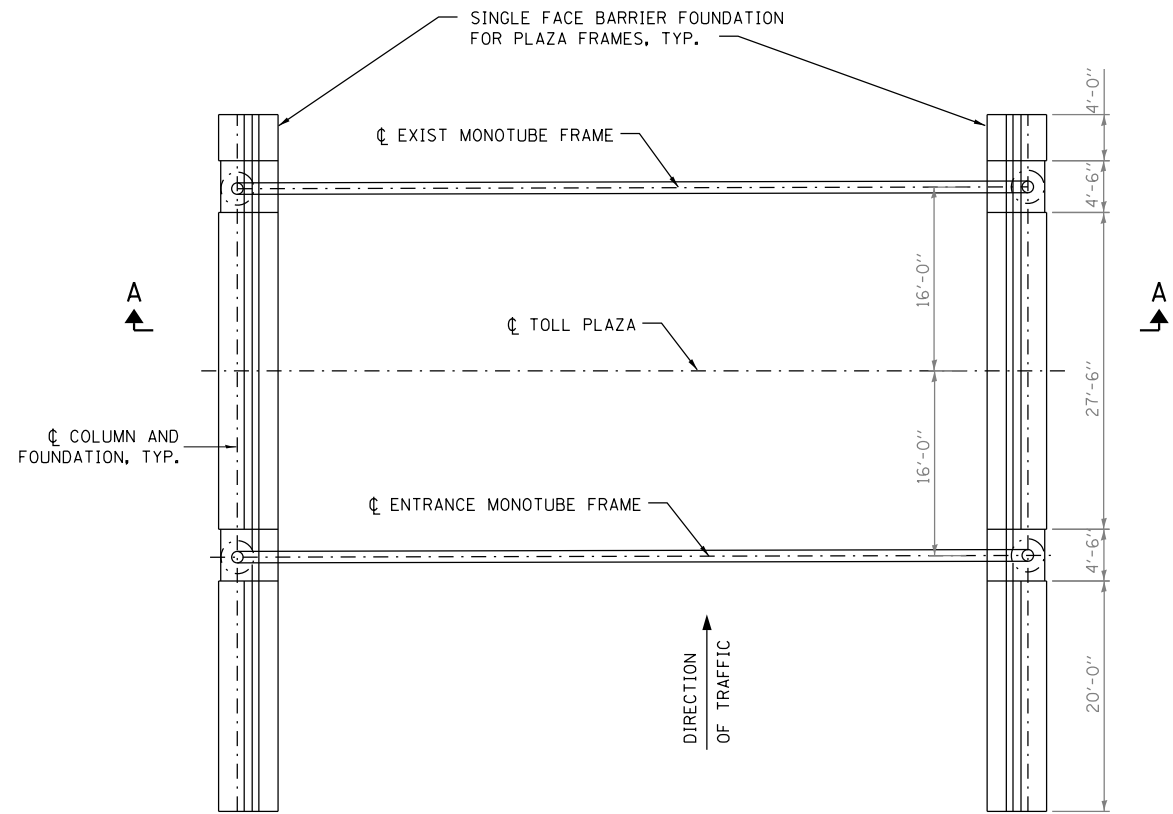 SINGLE FACE BARRIER FOUNDATION
FOR PLAZA FRAMES, TYP.
4'-0"
℄ EXIST MONOTUBE FRAME
4'-6"
16'-0"
A
A
℄ TOLL PLAZA
27'-6"
℄ COLUMN AND
FOUNDATION, TYP.
16'-0"
℄ ENTRANCE MONOTUBE FRAME
4'-6"
DIRECTION
OF TRAFFIC
20'-0"